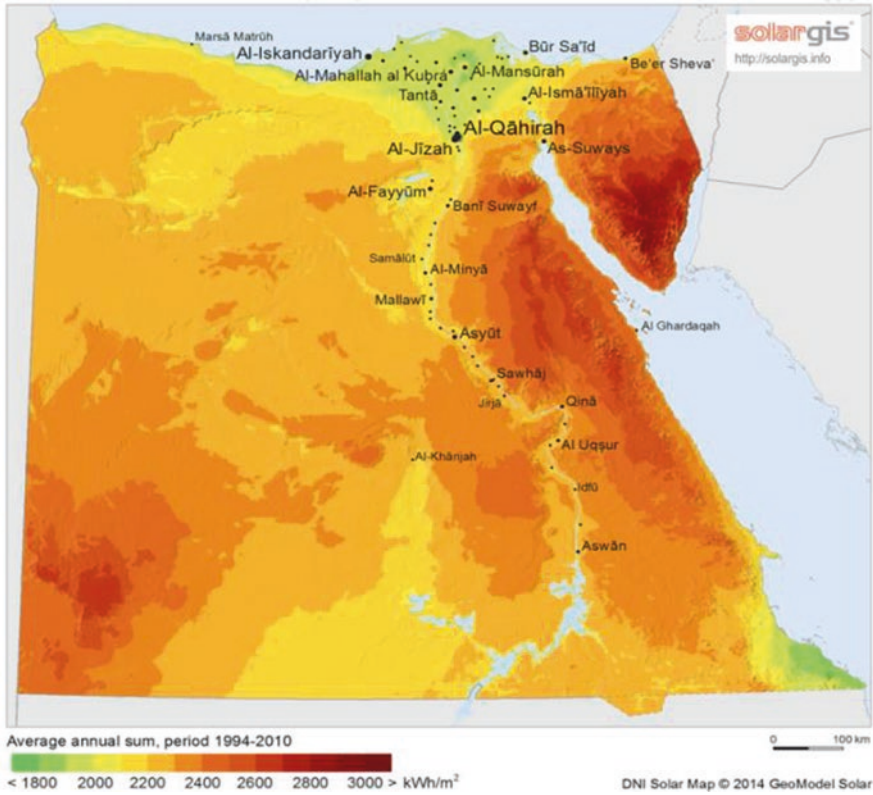 solargis
http://solargis.info
Marsā Matrūh
Al-Iskandarīyah
Būr Sa'īd
Be'er Sheva'
Al-Mahallah al Kubrá
Al-Mansūrah
Tantā
Al-Ismā'īlīyah
Al-Qāhirah
Al-Jīzah
As-Suways
Al-Fayyūm
Banī Suwayf
Samālūt
Al-Minyā
Mallawī
Al Ghardaqah
Asyūt
Sawhāj
Jirjā
Qinā
Al Uqşur
Al-Khārijah
Idfū
Aswān
Average annual sum, period 1994-2010
0 100 km
< 1800 2000 2200 2400 2600 2800 3000 > kWh/m²
DNI Solar Map © 2014 GeoModel Solar